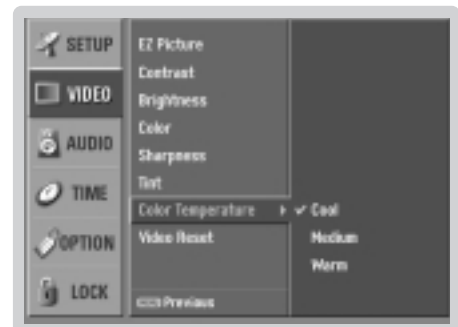 SETUP
VIDEO
AUDIO
TIME
OPTION
LOCK
EZ Picture
Contrast
Brightness
Color
Sharpness
Tint
Color Temperature
Video Reset
Previous
✓ Cool
Medium
Warm